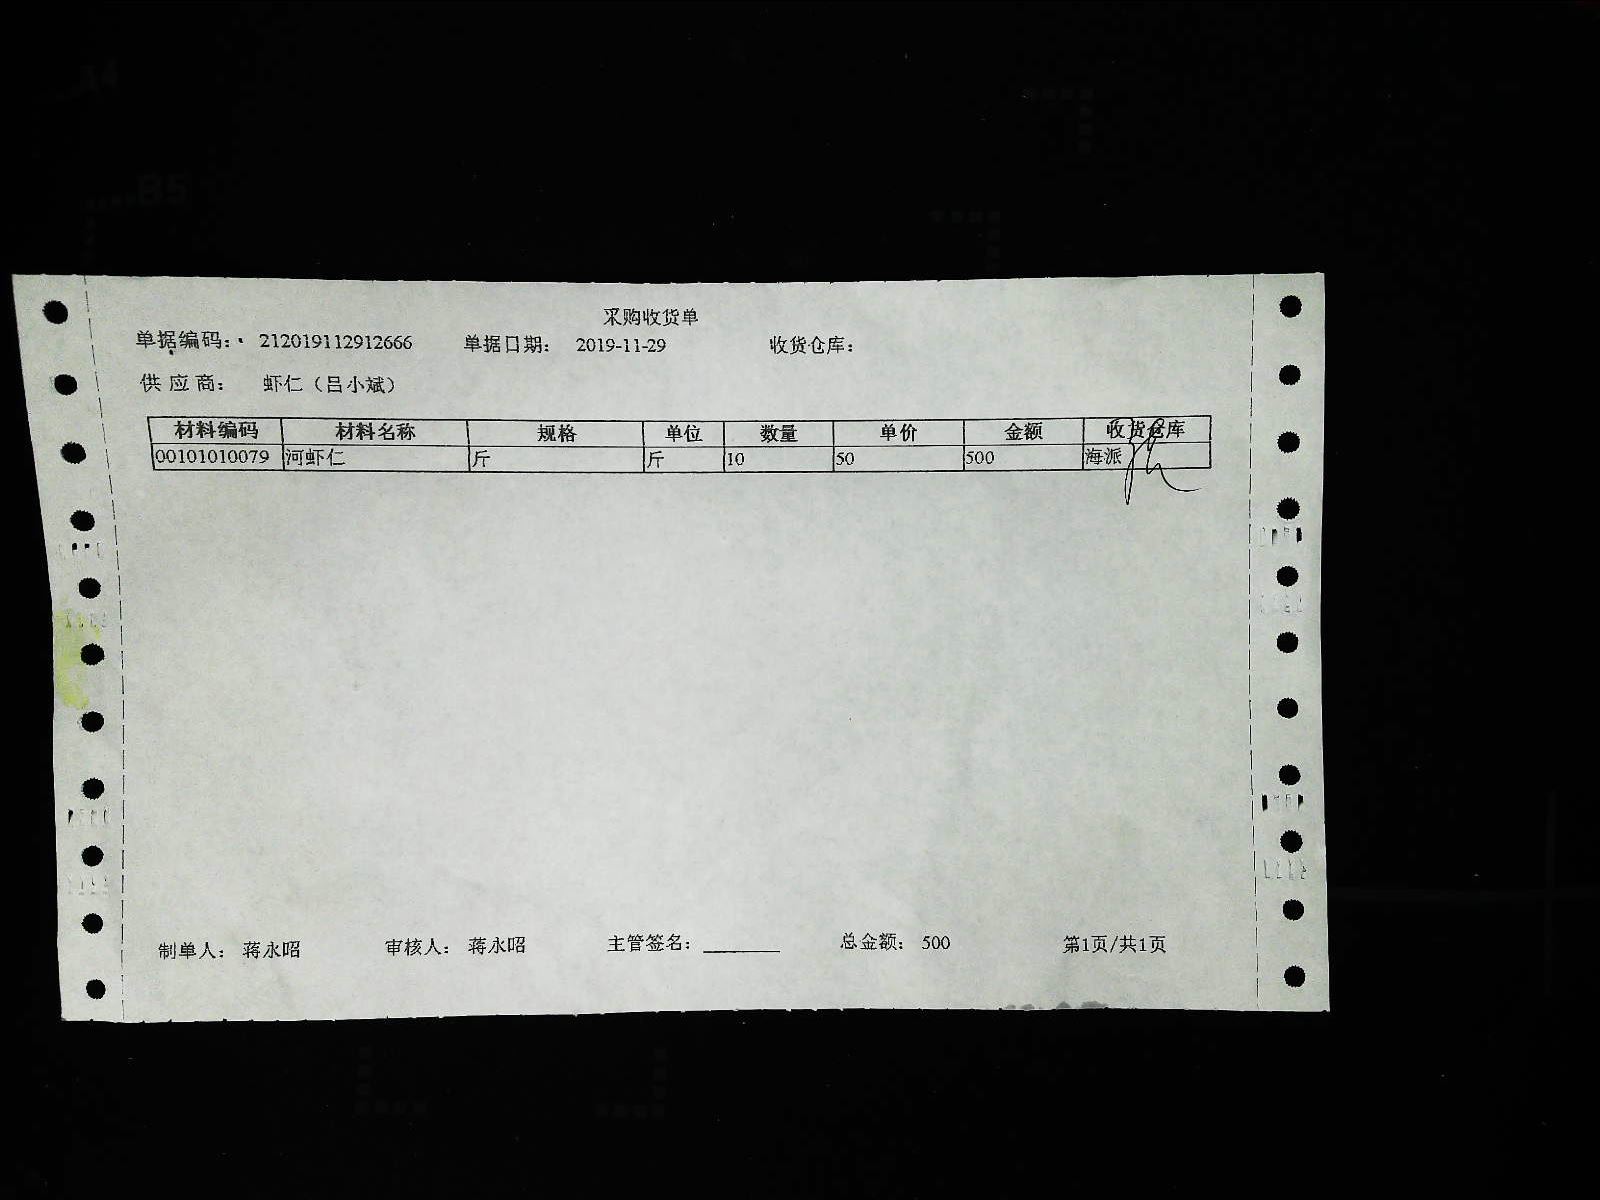 采购收货单
单据编码: 212019112912666 单据日期: 2019-11-29 收货仓库:
供应商: 虾仁（吕小斌）
材料编码 材料名称 规格 单位 数量 单价 金额 收货仓库
00101010079 河虾仁 斤 斤 10 50 500 海派
制单人: 蒋永昭 审核人: 蒋永昭 主管签名: 总金额: 500 第1页/共1页